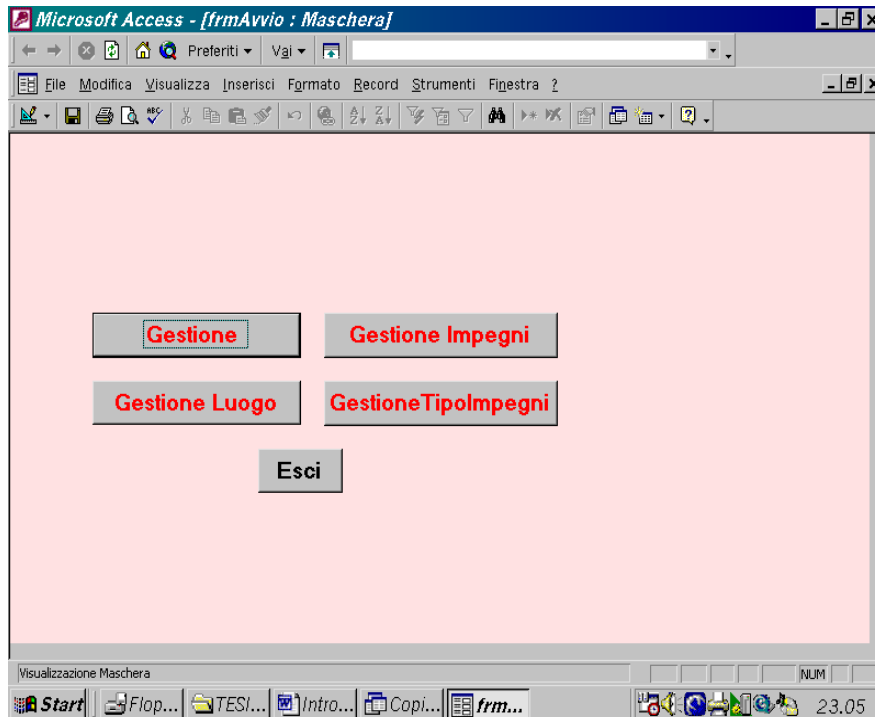 Microsoft Access - [frmAvvio : Maschera]
Preferiti Vai
File Modifica Visualizza Inserisci Formato Record Strumenti Finestra ?
Gestione Gestione Impegni
Gestione Luogo GestioneTipoImpegni
Esci
Visualizzazione Maschera NUM
Start Flop... TESI... Intro... Copi... frm... 23.05